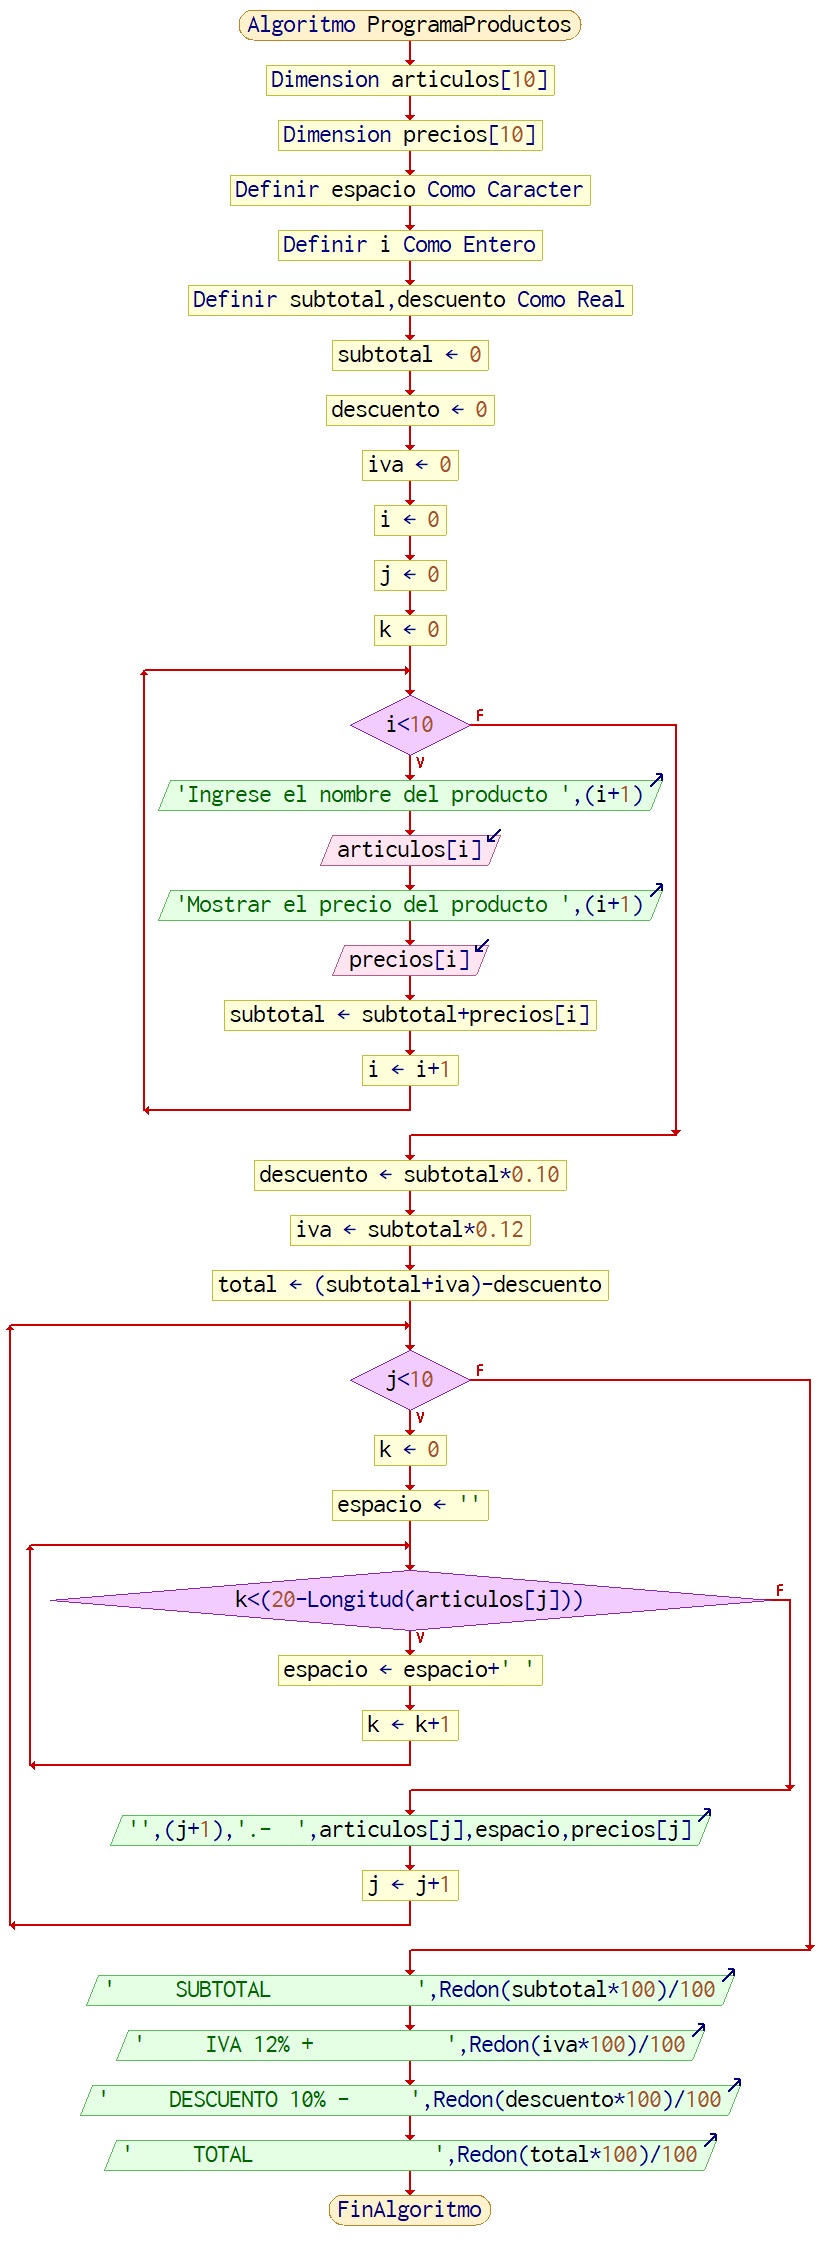 Algoritmo ProgramaProductos
Dimension articulos[10]
Dimension precios[10]
Definir espacio Como Caracter
Definir i Como Entero
Definir subtotal,descuento Como Real
subtotal ← 0
descuento ← 0
iva ← 0
i ← 0
j ← 0
k ← 0
i<10
F
V
'Ingrese el nombre del producto ',(i+1)
articulos[i]
'Mostrar el precio del producto ',(i+1)
precios[i]
subtotal ← subtotal+precios[i]
i ← i+1
descuento ← subtotal*0.10
iva ← subtotal*0.12
total ← (subtotal+iva)-descuento
j<10
F
V
k ← 0
espacio ← ''
k<(20-Longitud(articulos[j]))
F
V
espacio ← espacio+' '
k ← k+1
'',(j+1),'.-  ',articulos[j],espacio,precios[j]
j ← j+1
'     SUBTOTAL            ',Redon(subtotal*100)/100
'     IVA 12% +           ',Redon(iva*100)/100
'     DESCUENTO 10% -     ',Redon(descuento*100)/100
'     TOTAL               ',Redon(total*100)/100
FinAlgoritmo